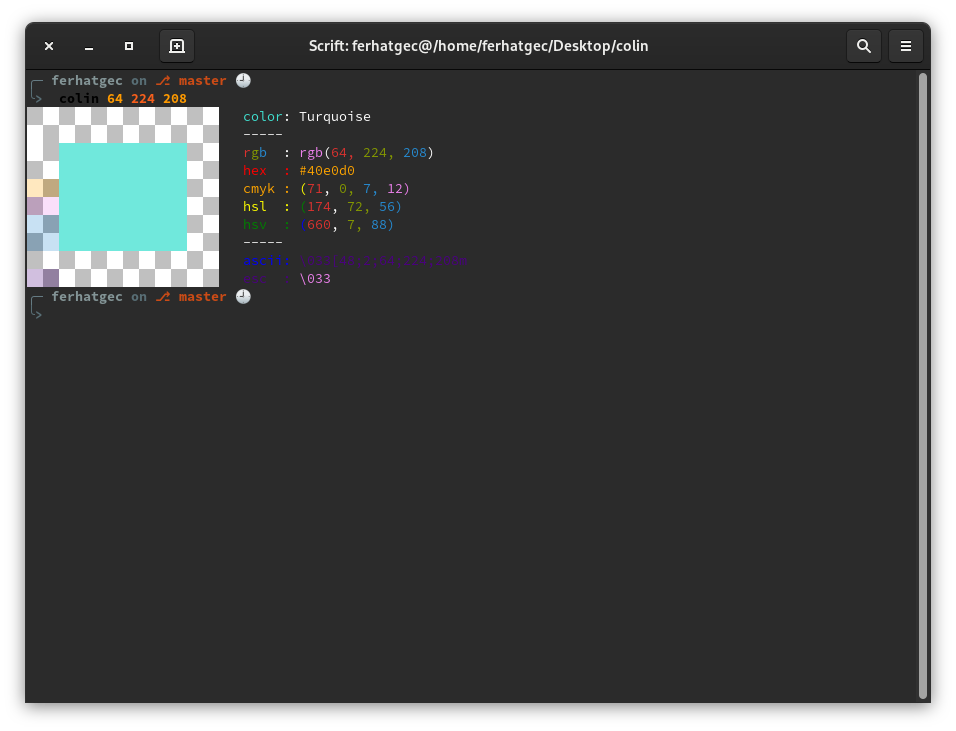 Scrift: ferhatgec@/home/ferhatgec/Desktop/colin
ferhatgec on master
> colin 64 224 208
color: Turquoise
-----
rgb : rgb(64, 224, 208)
hex : #40e0d0
cmyk : (71, 0, 7, 12)
hsl : (174, 72, 56)
hsv : (660, 7, 88)
-----
ascii: \033[48;2;64;224;208m
esc : \033
ferhatgec on master
>